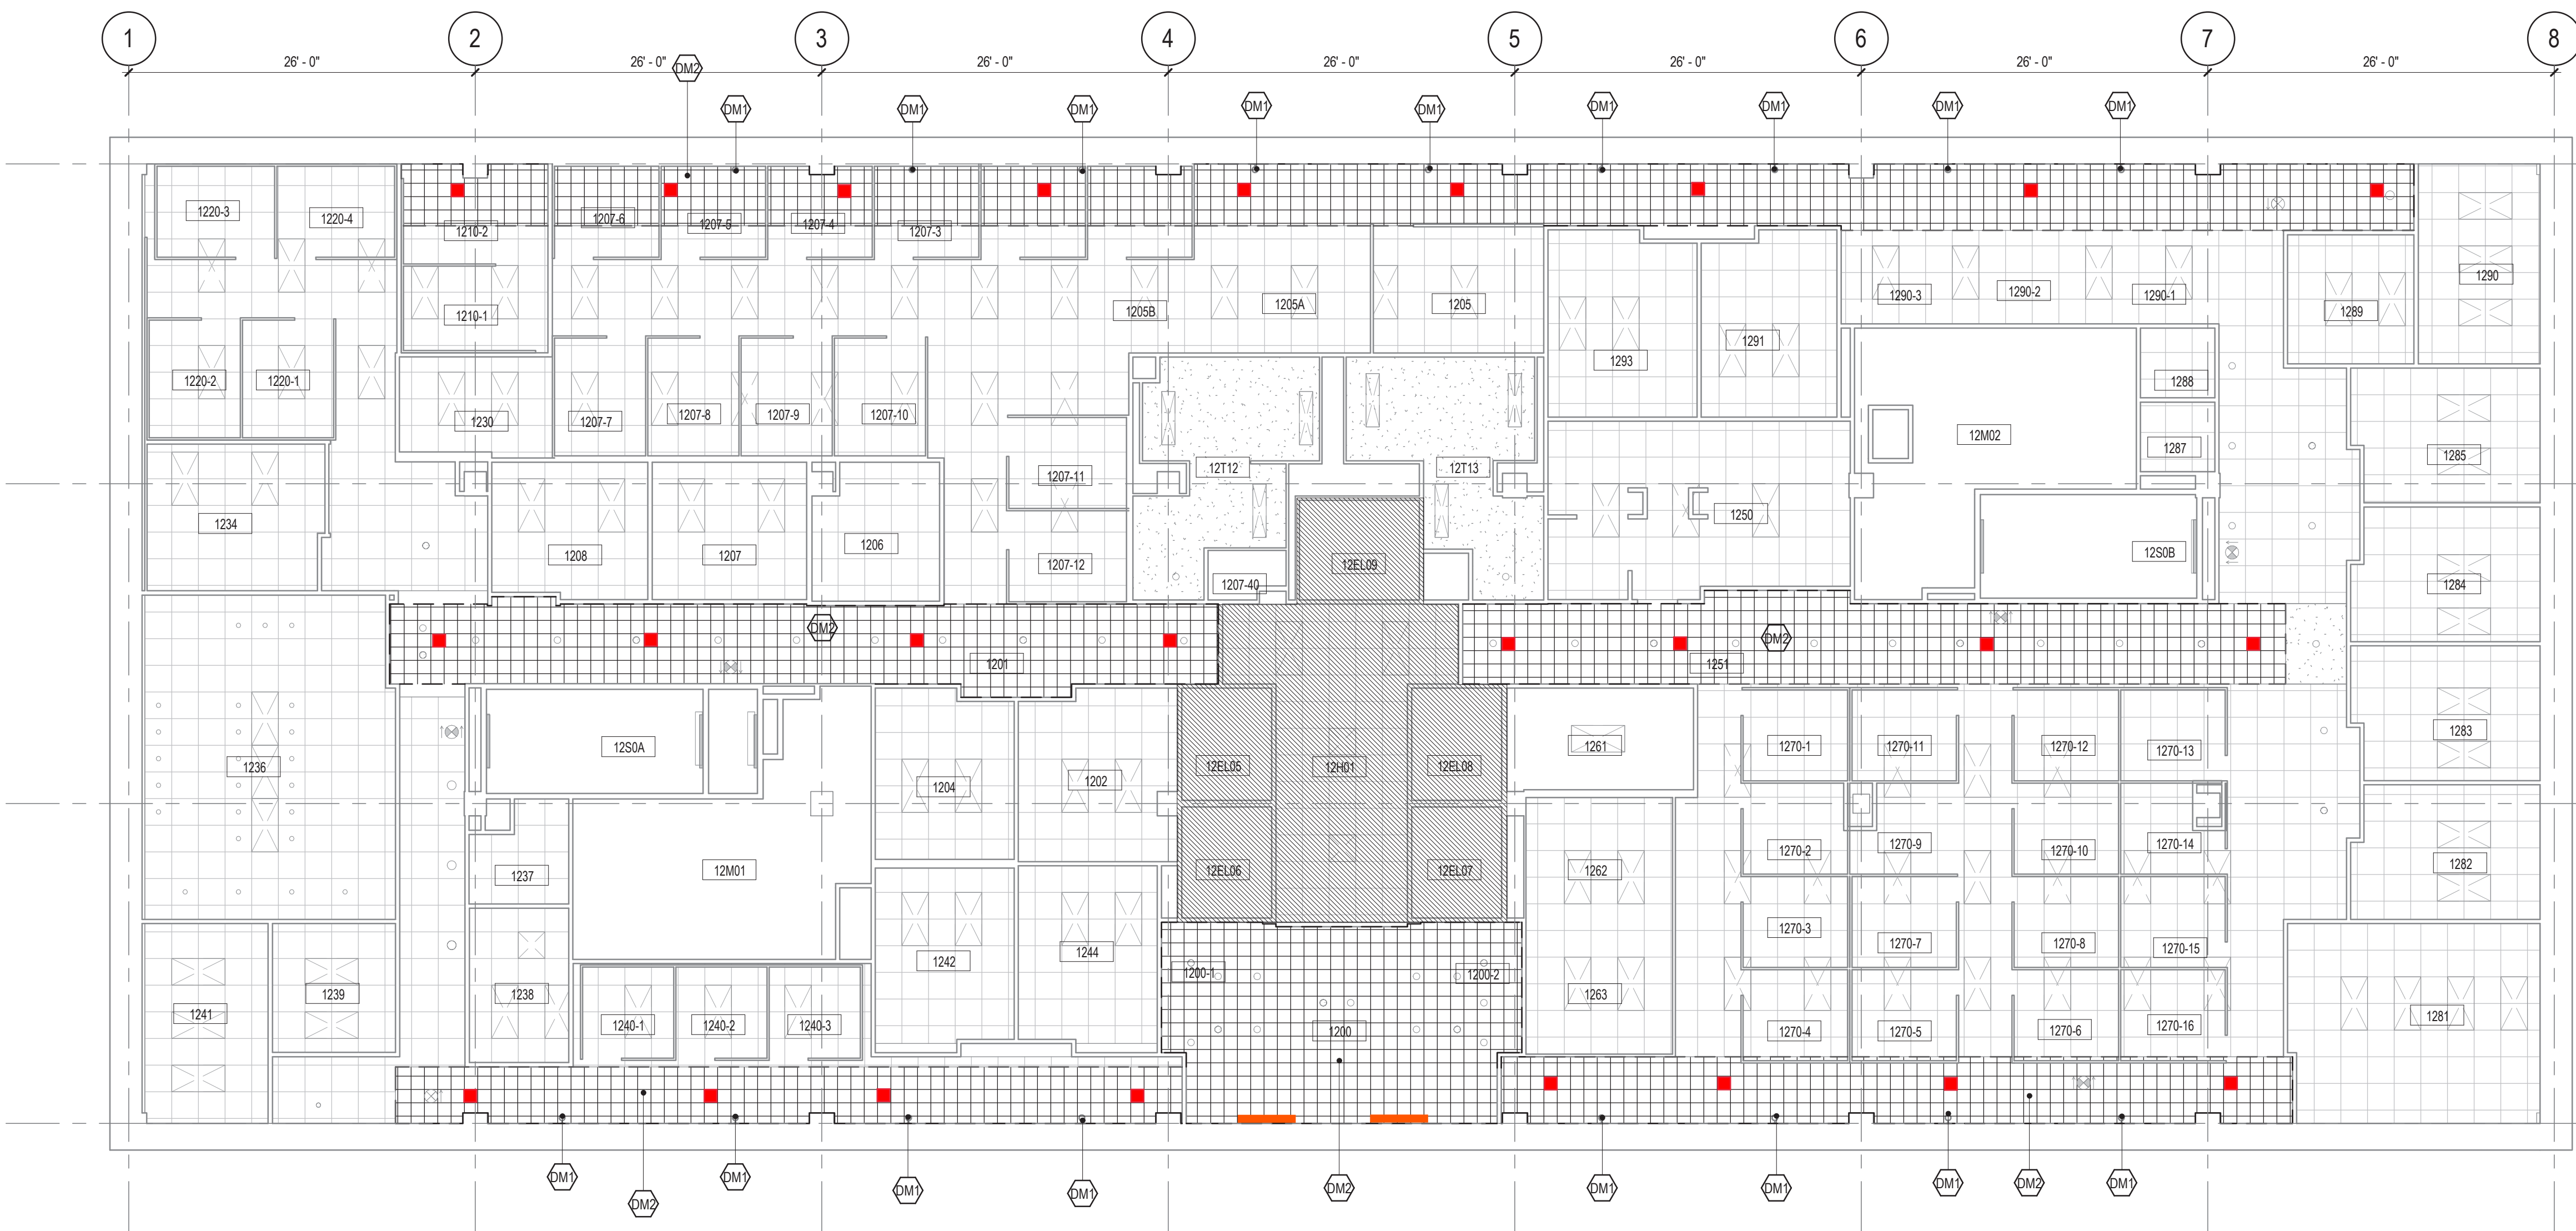 1 2 3 4 5 6 7 8
26' - 0" 26' - 0" 26' - 0" 26' - 0" 26' - 0" 26' - 0" 26' - 0"
DM2
DM1 DM1 DM1 DM1 DM1 DM1 DM1 DM1 DM1
1220-3 1220-4 1210-2 1207-6 1207-5 1207-4 1207-3
1290
1290-3 1290-2 1290-1
1210-1 1205B 1205A 1205 1289
1293 1291
1220-2 1220-1 1288
1230 1207-7 1207-8 1207-9 1207-10
12M02
1287 1285
1207-11 12T12 12T13
1234 1250
1208 1207 1206 12S0B
1207-12 12EL09
1207-40 1284
DM2 DM2
1201 1251
1283
12S0A 1261 1270-1 1270-11 1270-12 1270-13
1236 1204 1202 12EL05 12H01 12EL08
1270-2 1270-9 1270-10 1270-14
1237 12M01 12EL06 12EL07 1262 1282
1270-3
1242 1244 1270-7 1270-8 1270-15
1200-1 1200-2
1239 1238 1263
1241 1281
1240-1 1240-2 1240-3 1200 1270-4 1270-5 1270-6 1270-16
DM1 DM1 DM1 DM1 DM2 DM1 DM1 DM1 DM2 DM1
DM2